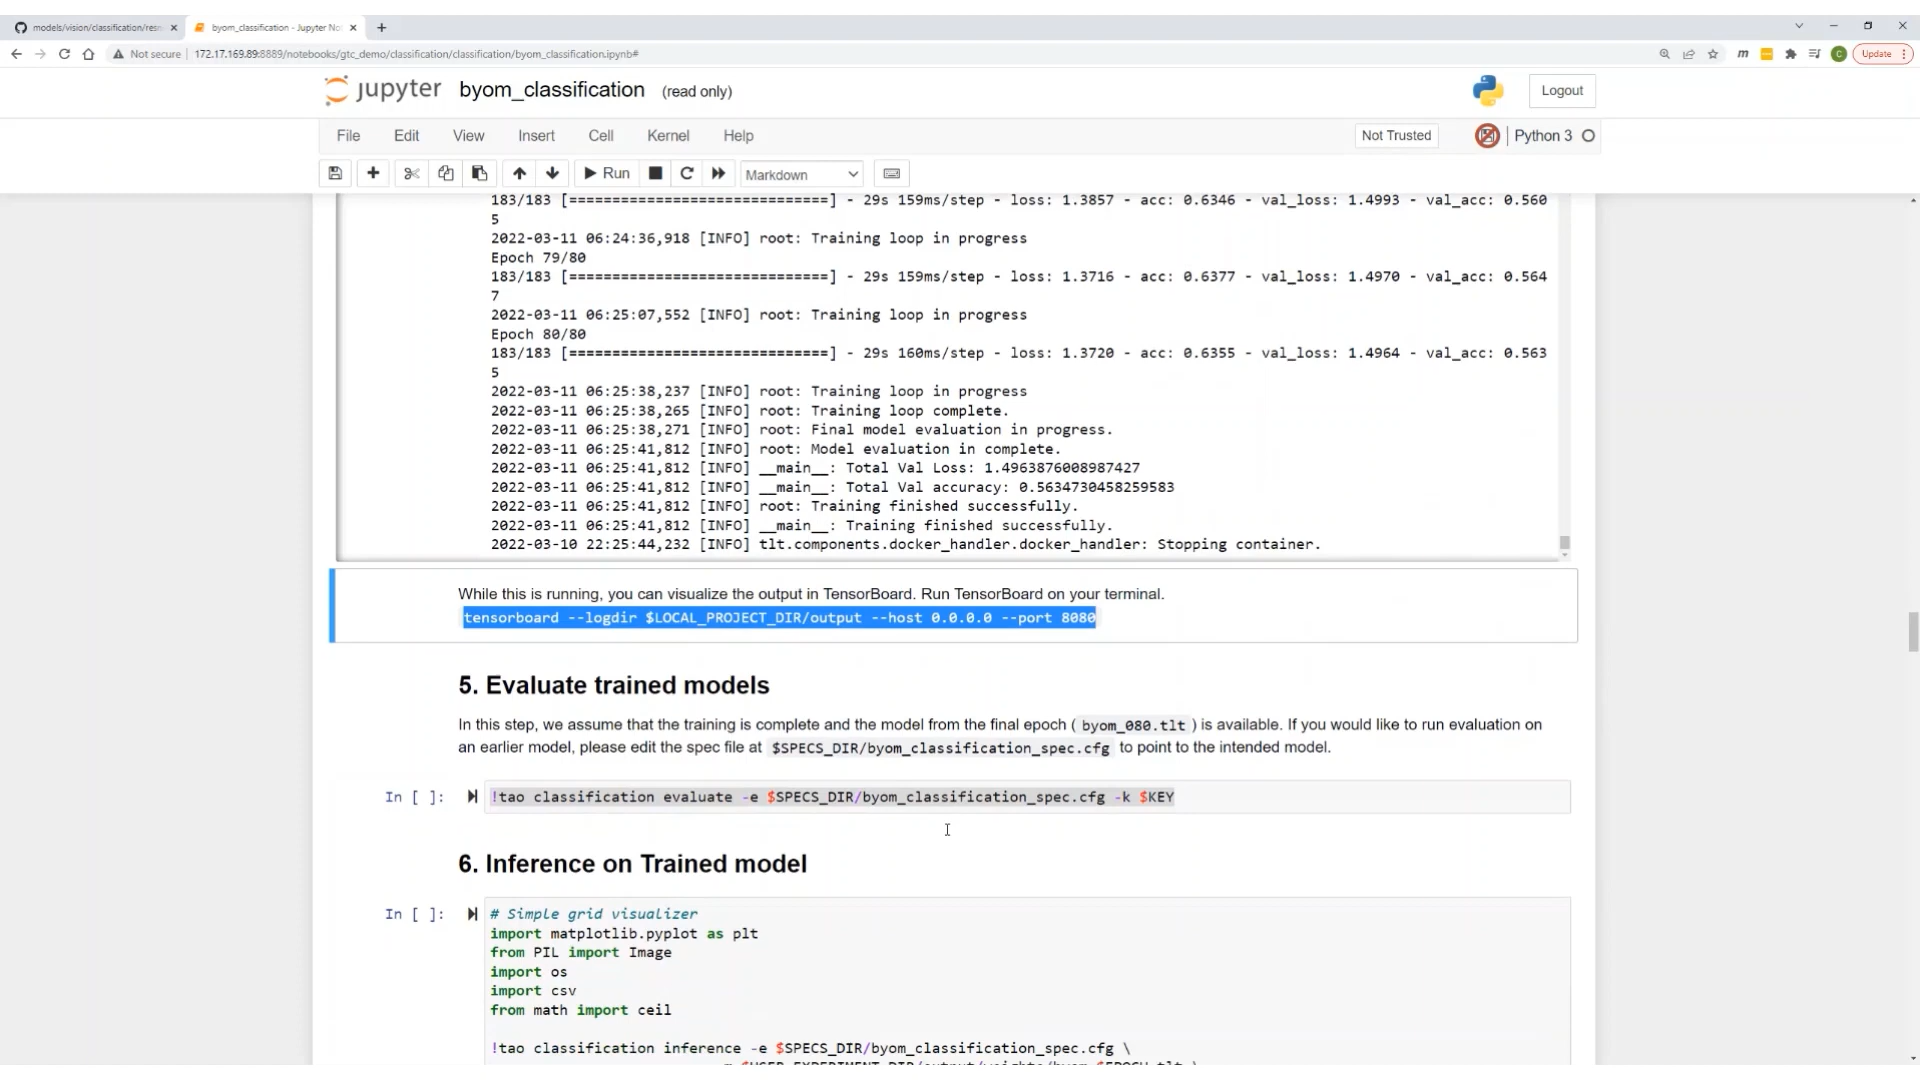 models/vision/classification/resn
byom_classification - Jupyter No
Not secure
172.17.169.89:8889/notebooks/gtc_demo/classification/classification/byom_classification.ipynb#
Update
jupyter byom_classification (read only)
Logout
File Edit View Insert Cell Kernel Help
Not Trusted
Python 3
Run
Markdown
183/183 [==============================] - 29s 159ms/step - loss: 1.3857 - acc: 0.6346 - val_loss: 1.4993 - val_acc: 0.560
5
2022-03-11 06:24:36,918 [INFO] root: Training loop in progress
Epoch 79/80
183/183 [==============================] - 29s 159ms/step - loss: 1.3716 - acc: 0.6377 - val_loss: 1.4970 - val_acc: 0.564
7
2022-03-11 06:25:07,552 [INFO] root: Training loop in progress
Epoch 80/80
183/183 [==============================] - 29s 160ms/step - loss: 1.3720 - acc: 0.6355 - val_loss: 1.4964 - val_acc: 0.563
5
2022-03-11 06:25:38,237 [INFO] root: Training loop in progress
2022-03-11 06:25:38,265 [INFO] root: Training loop complete.
2022-03-11 06:25:38,271 [INFO] root: Final model evaluation in progress.
2022-03-11 06:25:41,812 [INFO] root: Model evaluation in complete.
2022-03-11 06:25:41,812 [INFO] __main__: Total Val Loss: 1.4963876008987427
2022-03-11 06:25:41,812 [INFO] __main__: Total Val accuracy: 0.5634730458259583
2022-03-11 06:25:41,812 [INFO] root: Training finished successfully.
2022-03-11 06:25:41,812 [INFO] __main__: Training finished successfully.
2022-03-10 22:25:44,232 [INFO] tlt.components.docker_handler.docker_handler: Stopping container.
While this is running, you can visualize the output in TensorBoard. Run TensorBoard on your terminal.
tensorboard --logdir $LOCAL_PROJECT_DIR/output --host 0.0.0.0 --port 8080
5. Evaluate trained models
In this step, we assume that the training is complete and the model from the final epoch ( byom_080.tlt ) is available. If you would like to run evaluation on
an earlier model, please edit the spec file at $SPECS_DIR/byom_classification_spec.cfg to point to the intended model.
In [ ]: !tao classification evaluate -e $SPECS_DIR/byom_classification_spec.cfg -k $KEY
6. Inference on Trained model
In [ ]: # Simple grid visualizer
import matplotlib.pyplot as plt
from PIL import Image
import os
import csv
from math import ceil
!tao classification inference -e $SPECS_DIR/byom_classification_spec.cfg \